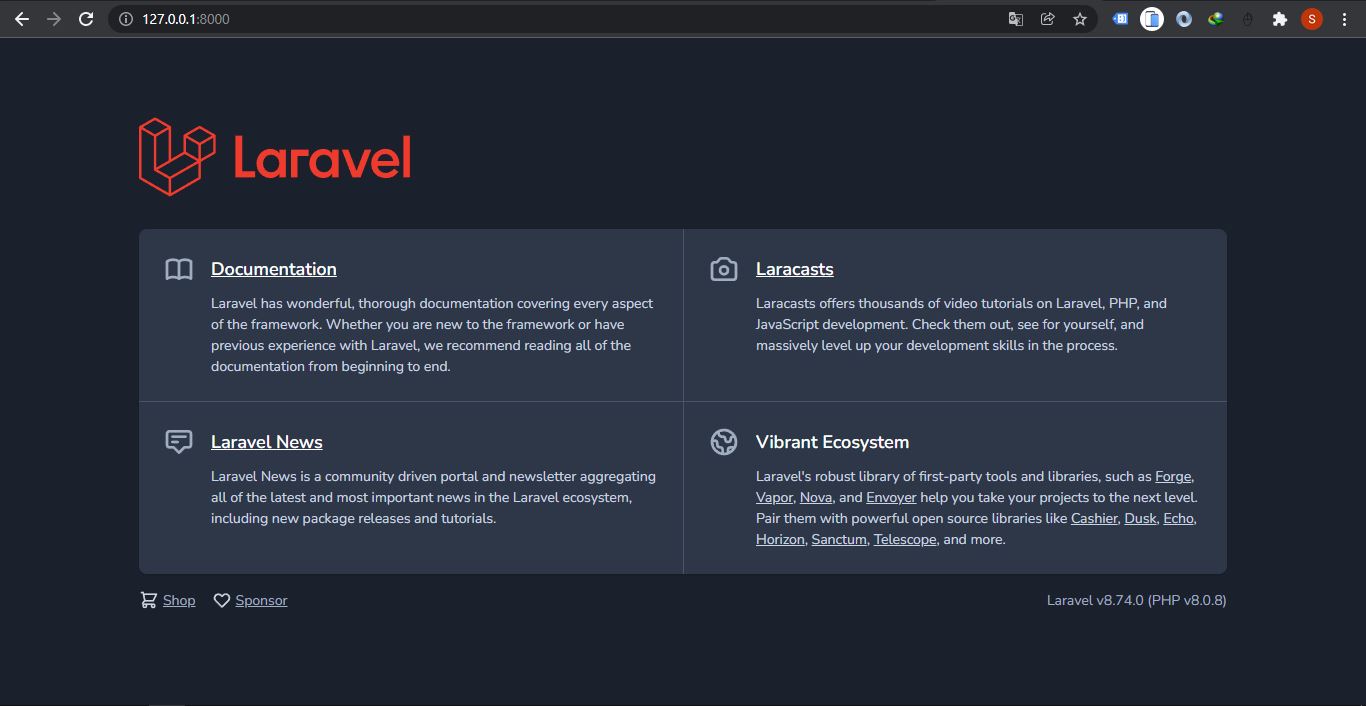 127.0.0.1:8000
S
Laravel
Documentation
Laravel has wonderful, thorough documentation covering every aspect
of the framework. Whether you are new to the framework or have
previous experience with Laravel, we recommend reading all of the
documentation from beginning to end.
Laracasts
Laracasts offers thousands of video tutorials on Laravel, PHP, and
JavaScript development. Check them out, see for yourself, and
massively level up your development skills in the process.
Laravel News
Laravel News is a community driven portal and newsletter aggregating
all of the latest and most important news in the Laravel ecosystem,
including new package releases and tutorials.
Vibrant Ecosystem
Laravel's robust library of first-party tools and libraries, such as Forge,
Vapor, Nova, and Envoyer help you take your projects to the next level.
Pair them with powerful open source libraries like Cashier, Dusk, Echo,
Horizon, Sanctum, Telescope, and more.
Shop
Sponsor
Laravel v8.74.0 (PHP v8.0.8)